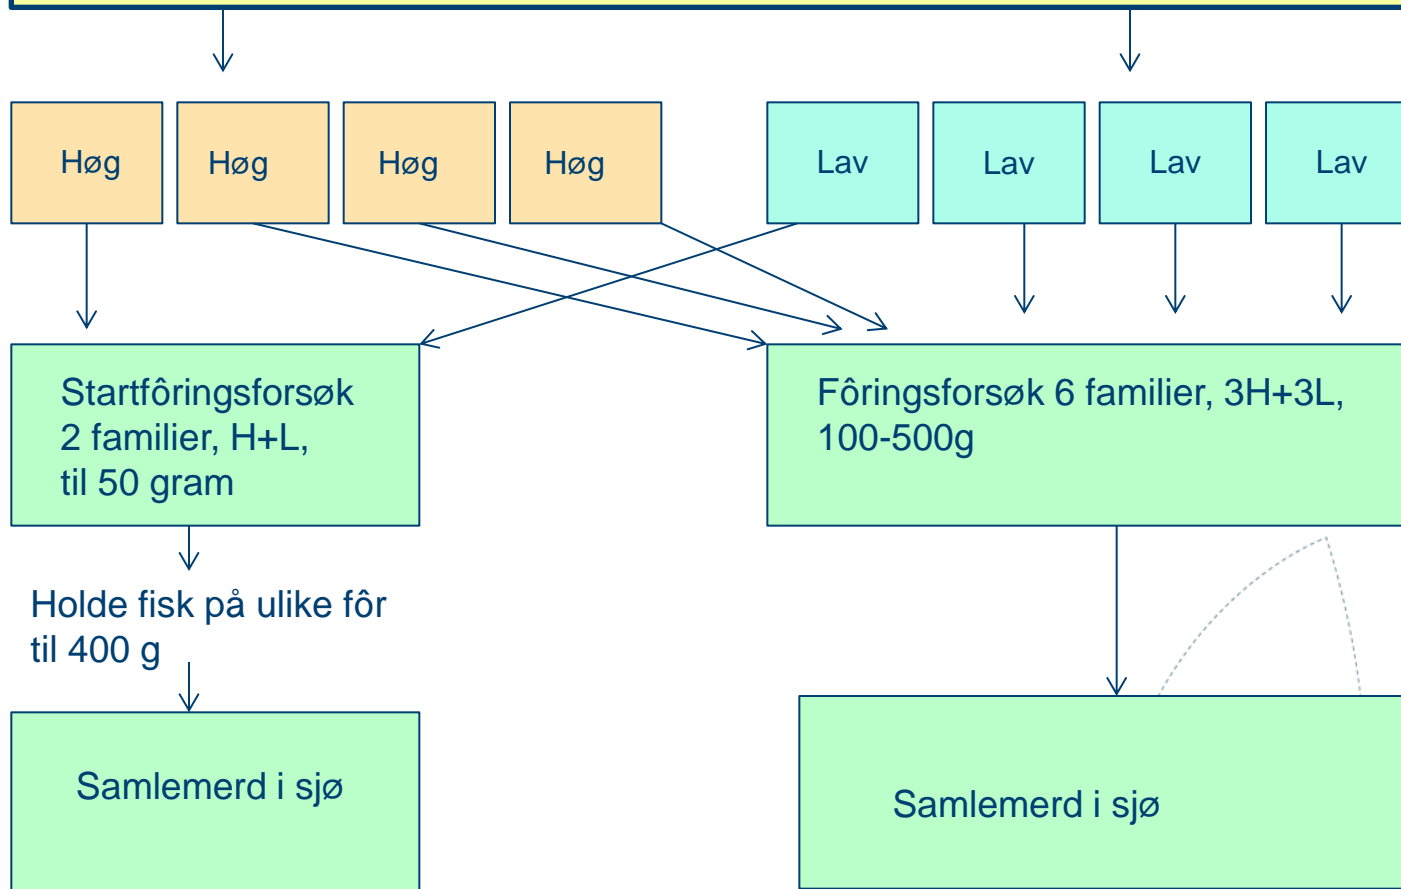 Høg
Høg
Høg
Høg
Lav
Lav
Lav
Lav
Startfôringsforsøk
2 familier, H+L,
til 50 gram
Fôringsforsøk 6 familier, 3H+3L,
100-500g
Holde fisk på ulike fôr
til 400 g
Samlemerd i sjø
Samlemerd i sjø